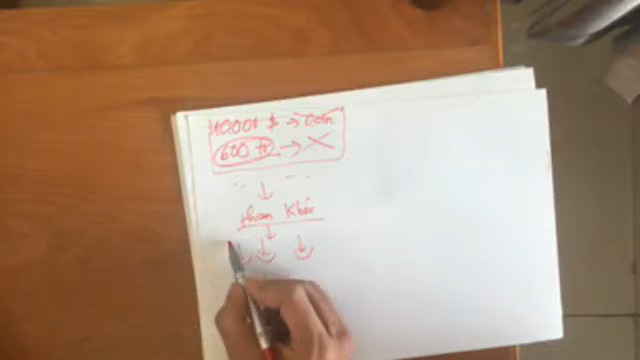 10000 $ → com
600 tr → X
tham khảo